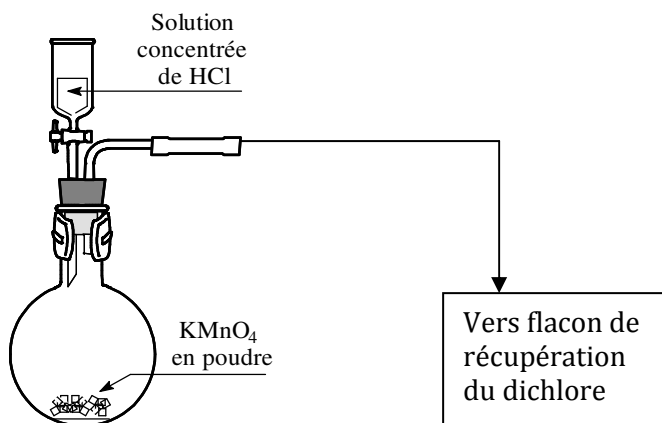 Solution
concentrée
de HCl
KMnO₄
en poudre
Vers flacon de
récupération
du dichlore